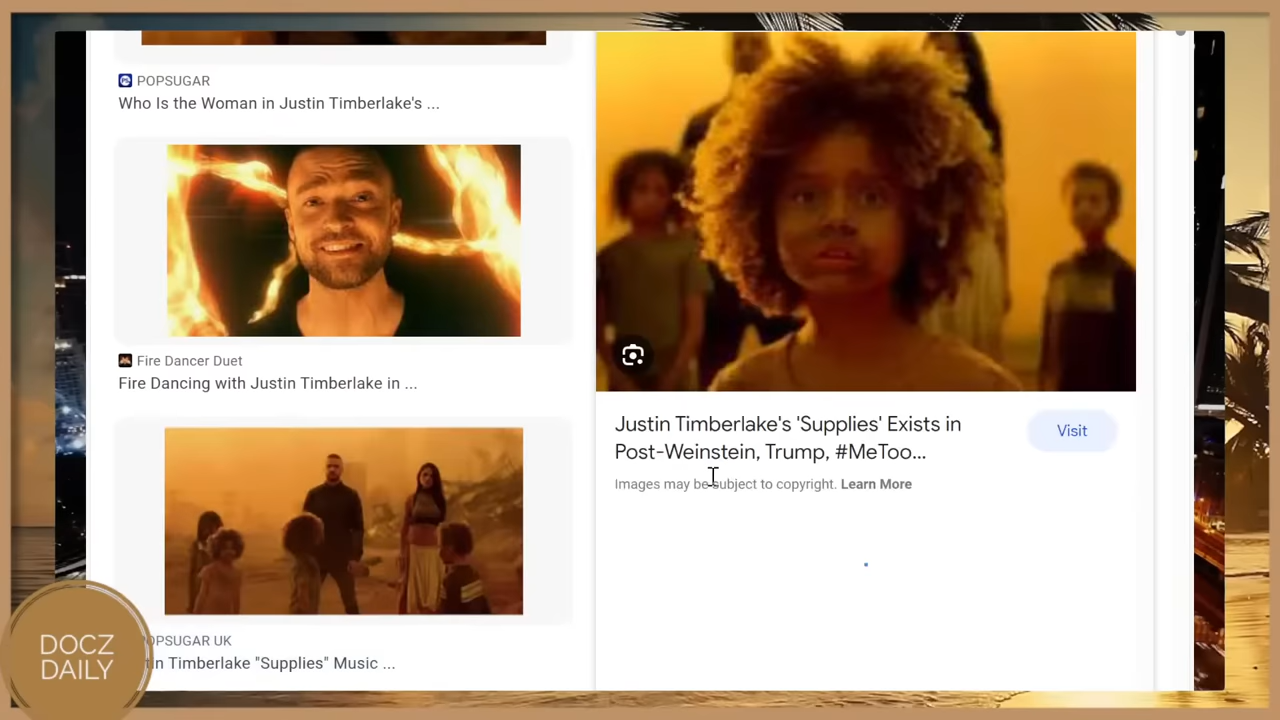 POPSUGAR
Who Is the Woman in Justin Timberlake's ...
Fire Dancer Duet
Fire Dancing with Justin Timberlake in ...
POPSUGAR UK
tin Timberlake "Supplies" Music ...
Justin Timberlake's 'Supplies' Exists in
Post-Weinstein, Trump, #MeToo...
Visit
Images may be subject to copyright. Learn More
DOCZ
DAILY